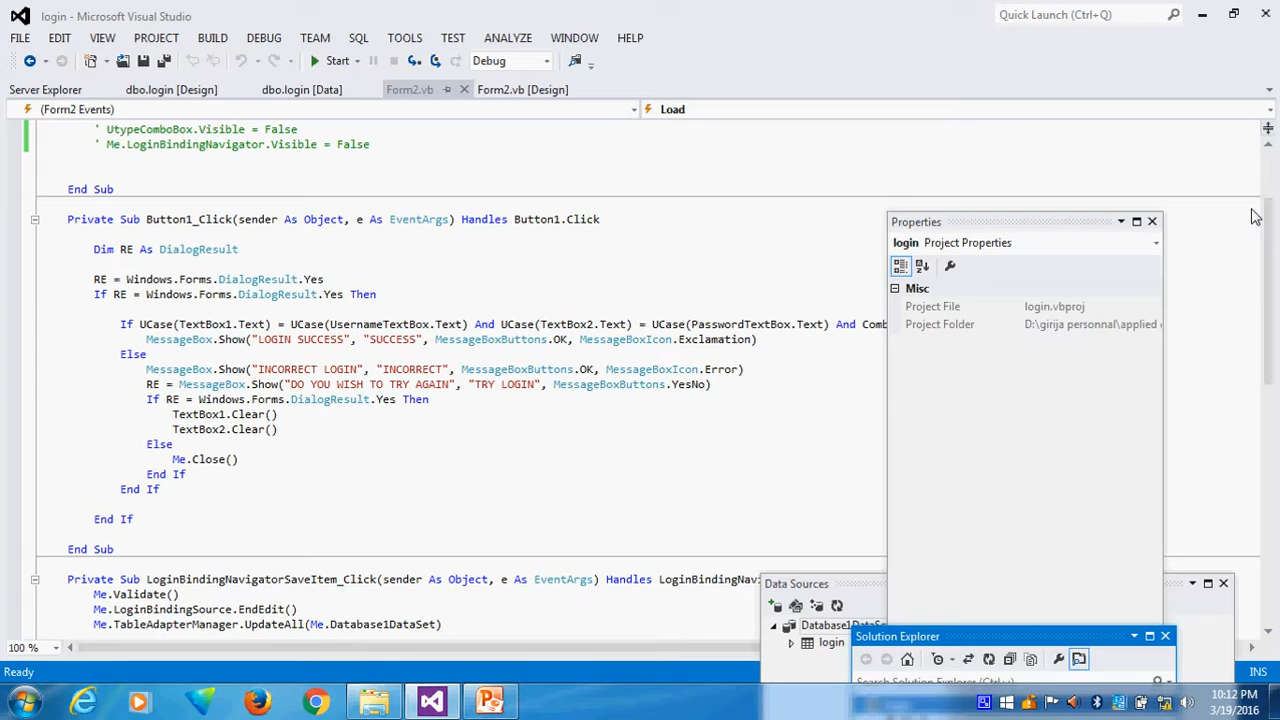 login - Microsoft Visual Studio
Quick Launch (Ctrl+Q)
FILE EDIT VIEW PROJECT BUILD DEBUG TEAM SQL TOOLS TEST ANALYZE WINDOW HELP
Start Debug
Server Explorer dbo.login [Design] dbo.login [Data] Form2.vb Form2.vb [Design]
(Form2 Events) Load
' UtypeComboBox.Visible = False
' Me.LoginBindingNavigator.Visible = False
End Sub
Private Sub Button1_Click(sender As Object, e As EventArgs) Handles Button1.Click
Dim RE As DialogResult
RE = Windows.Forms.DialogResult.Yes
If RE = Windows.Forms.DialogResult.Yes Then
If UCase(TextBox1.Text) = UCase(UsernameTextBox.Text) And UCase(TextBox2.Text) = UCase(PasswordTextBox.Text) And Comb
MessageBox.Show("LOGIN SUCCESS", "SUCCESS", MessageBoxButtons.OK, MessageBoxIcon.Exclamation)
Else
MessageBox.Show("INCORRECT LOGIN", "INCORRECT", MessageBoxButtons.OK, MessageBoxIcon.Error)
RE = MessageBox.Show("DO YOU WISH TO TRY AGAIN", "TRY LOGIN", MessageBoxButtons.YesNo)
If RE = Windows.Forms.DialogResult.Yes Then
TextBox1.Clear()
TextBox2.Clear()
Else
Me.Close()
End If
End If
End If
End Sub
Private Sub LoginBindingNavigatorSaveItem_Click(sender As Object, e As EventArgs) Handles LoginBindingNavi
Me.Validate()
Me.LoginBindingSource.EndEdit()
Me.TableAdapterManager.UpdateAll(Me.Database1DataSet)
Properties
login Project Properties
Misc
Project File login.vbproj
Project Folder D:\girija personnal\applied
Data Sources
Database1DataSe
login
Solution Explorer
Search Solution Explorer (Ctrl+;)
100 %
Ready INS
10:12 PM
3/19/2016